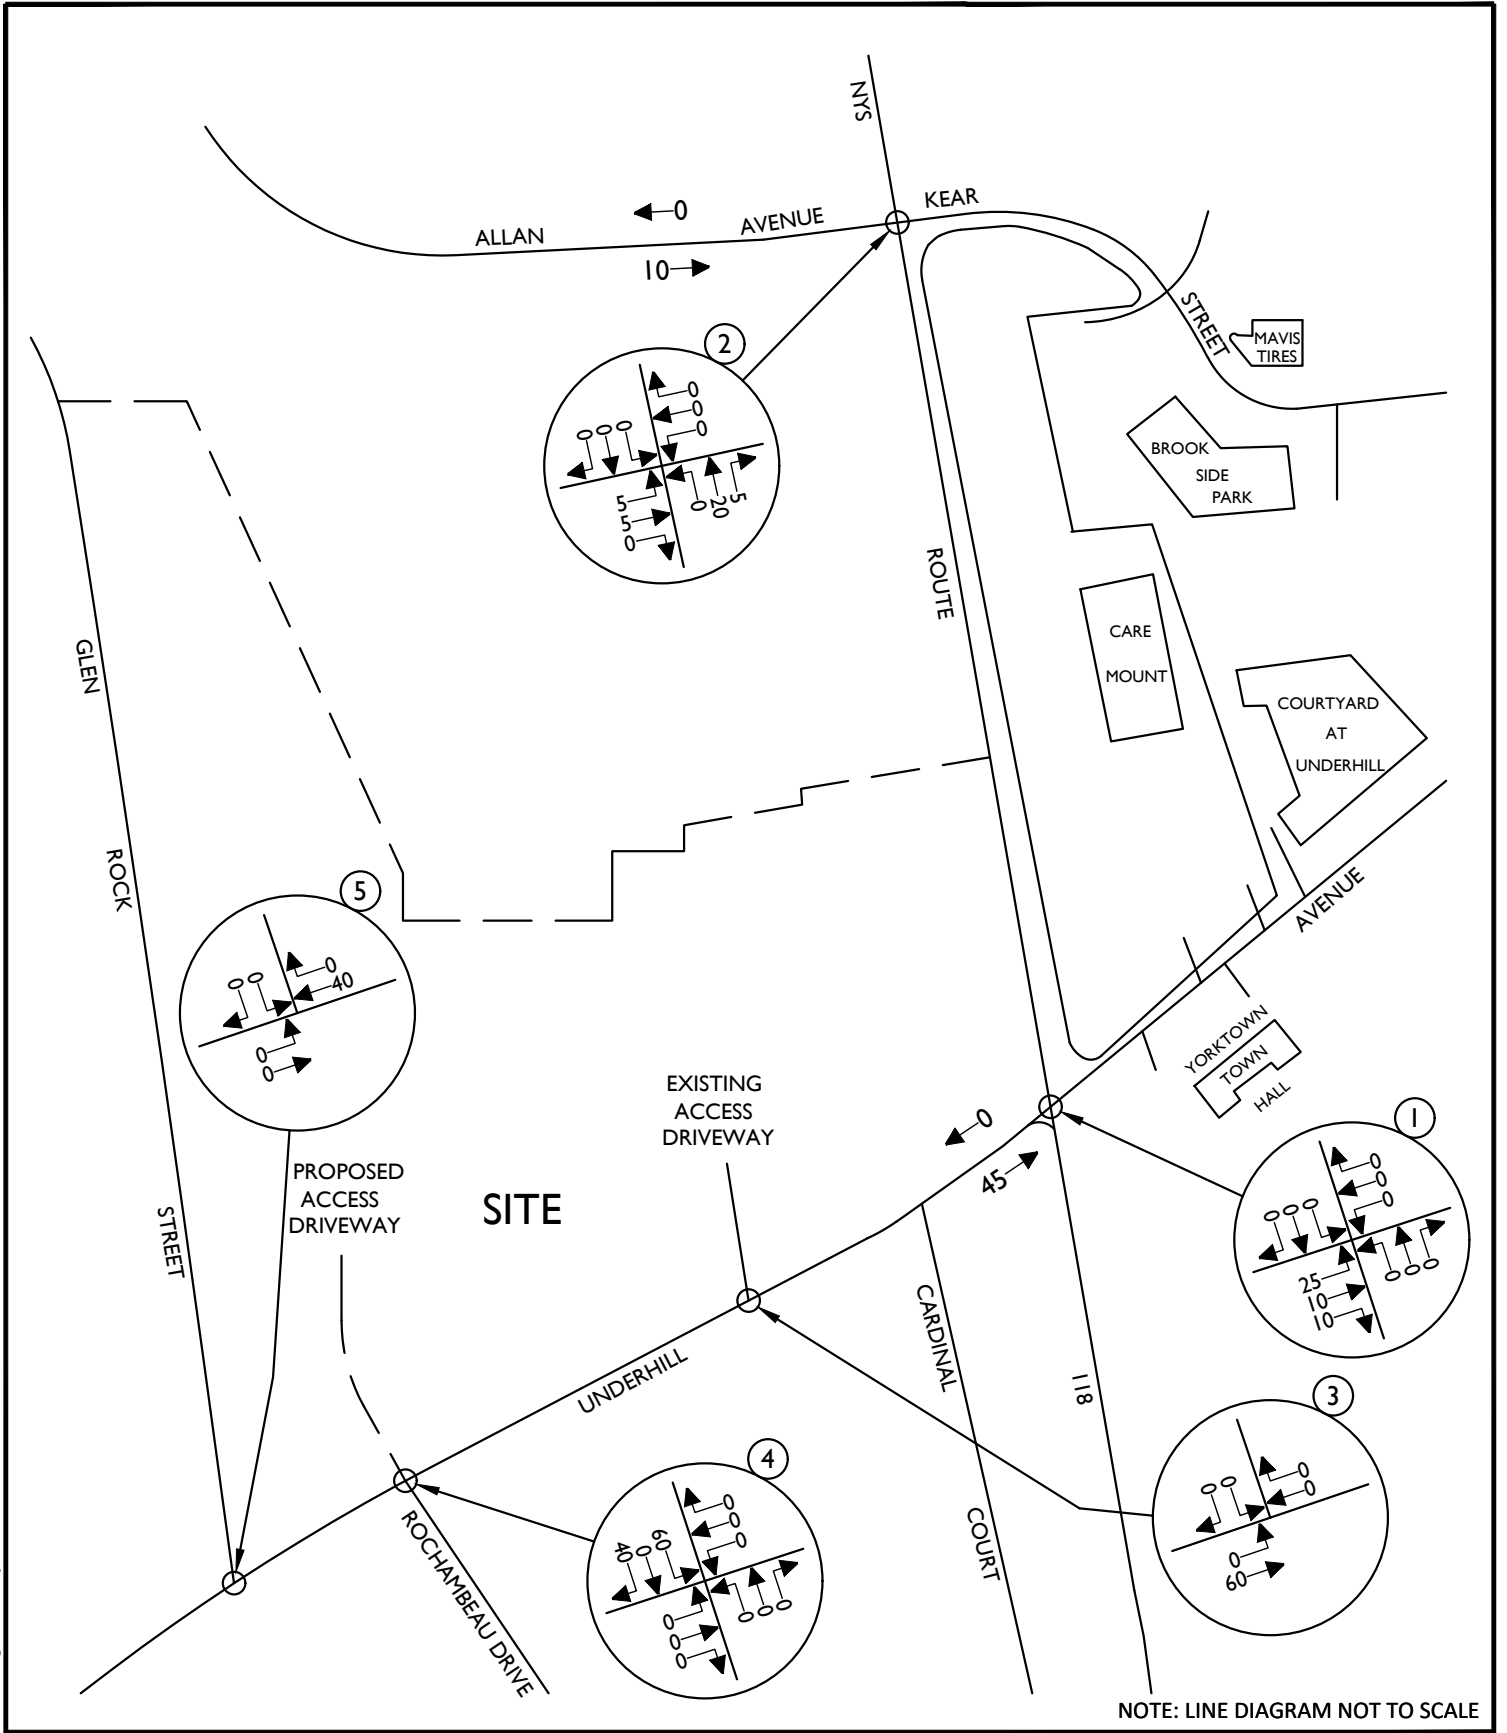 NYS
KEAR
0
ALLAN
AVENUE
10
STREET
MAVIS
TIRES
2
0
0
0
0
0
0
5
5
0
0
20
5
BROOK
SIDE
PARK
ROUTE
GLEN
CARE
MOUNT
COURTYARD
AT
UNDERHILL
ROCK
AVENUE
5
0
40
0
0
0
0
YORKTOWN
TOWN
HALL
EXISTING
ACCESS
DRIVEWAY
0
45
1
0
0
0
0
0
0
25
10
10
0
0
0
PROPOSED
ACCESS
DRIVEWAY
SITE
STREET
CARDINAL
UNDERHILL
118
3
0
0
0
0
0
60
4
40
0
60
0
0
0
0
0
0
0
0
0
COURT
ROCHAMBEAU DRIVE
NOTE: LINE DIAGRAM NOT TO SCALE